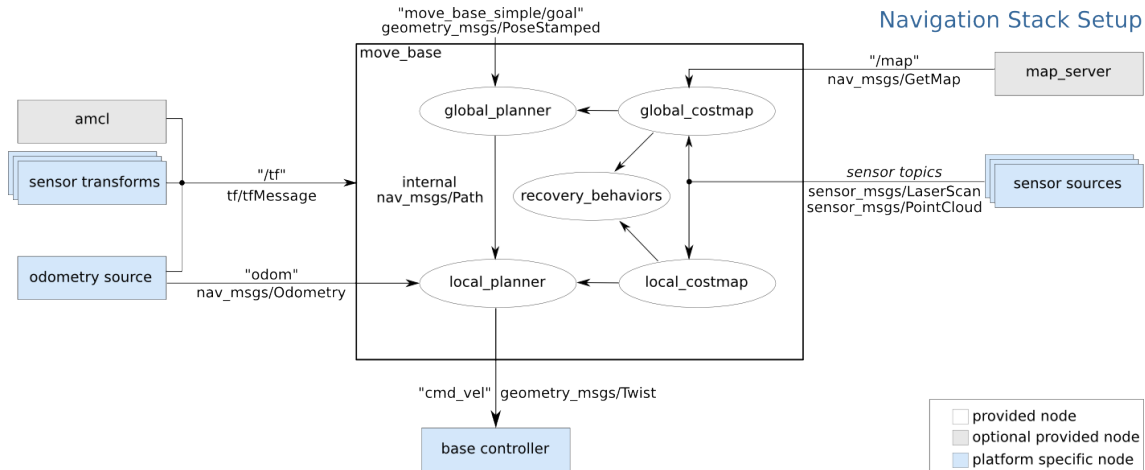 Navigation Stack Setup
"move_base_simple/goal"
geometry_msgs/PoseStamped
move_base
"/map"
nav_msgs/GetMap
map_server
global_planner
global_costmap
amcl
sensor transforms
"/tf"
tf/tfMessage
internal
nav_msgs/Path
recovery_behaviors
sensor topics
sensor_msgs/LaserScan
sensor_msgs/PointCloud
sensor sources
odometry source
"odom"
nav_msgs/Odometry
local_planner
local_costmap
"cmd_vel" geometry_msgs/Twist
base controller
provided node
optional provided node
platform specific node